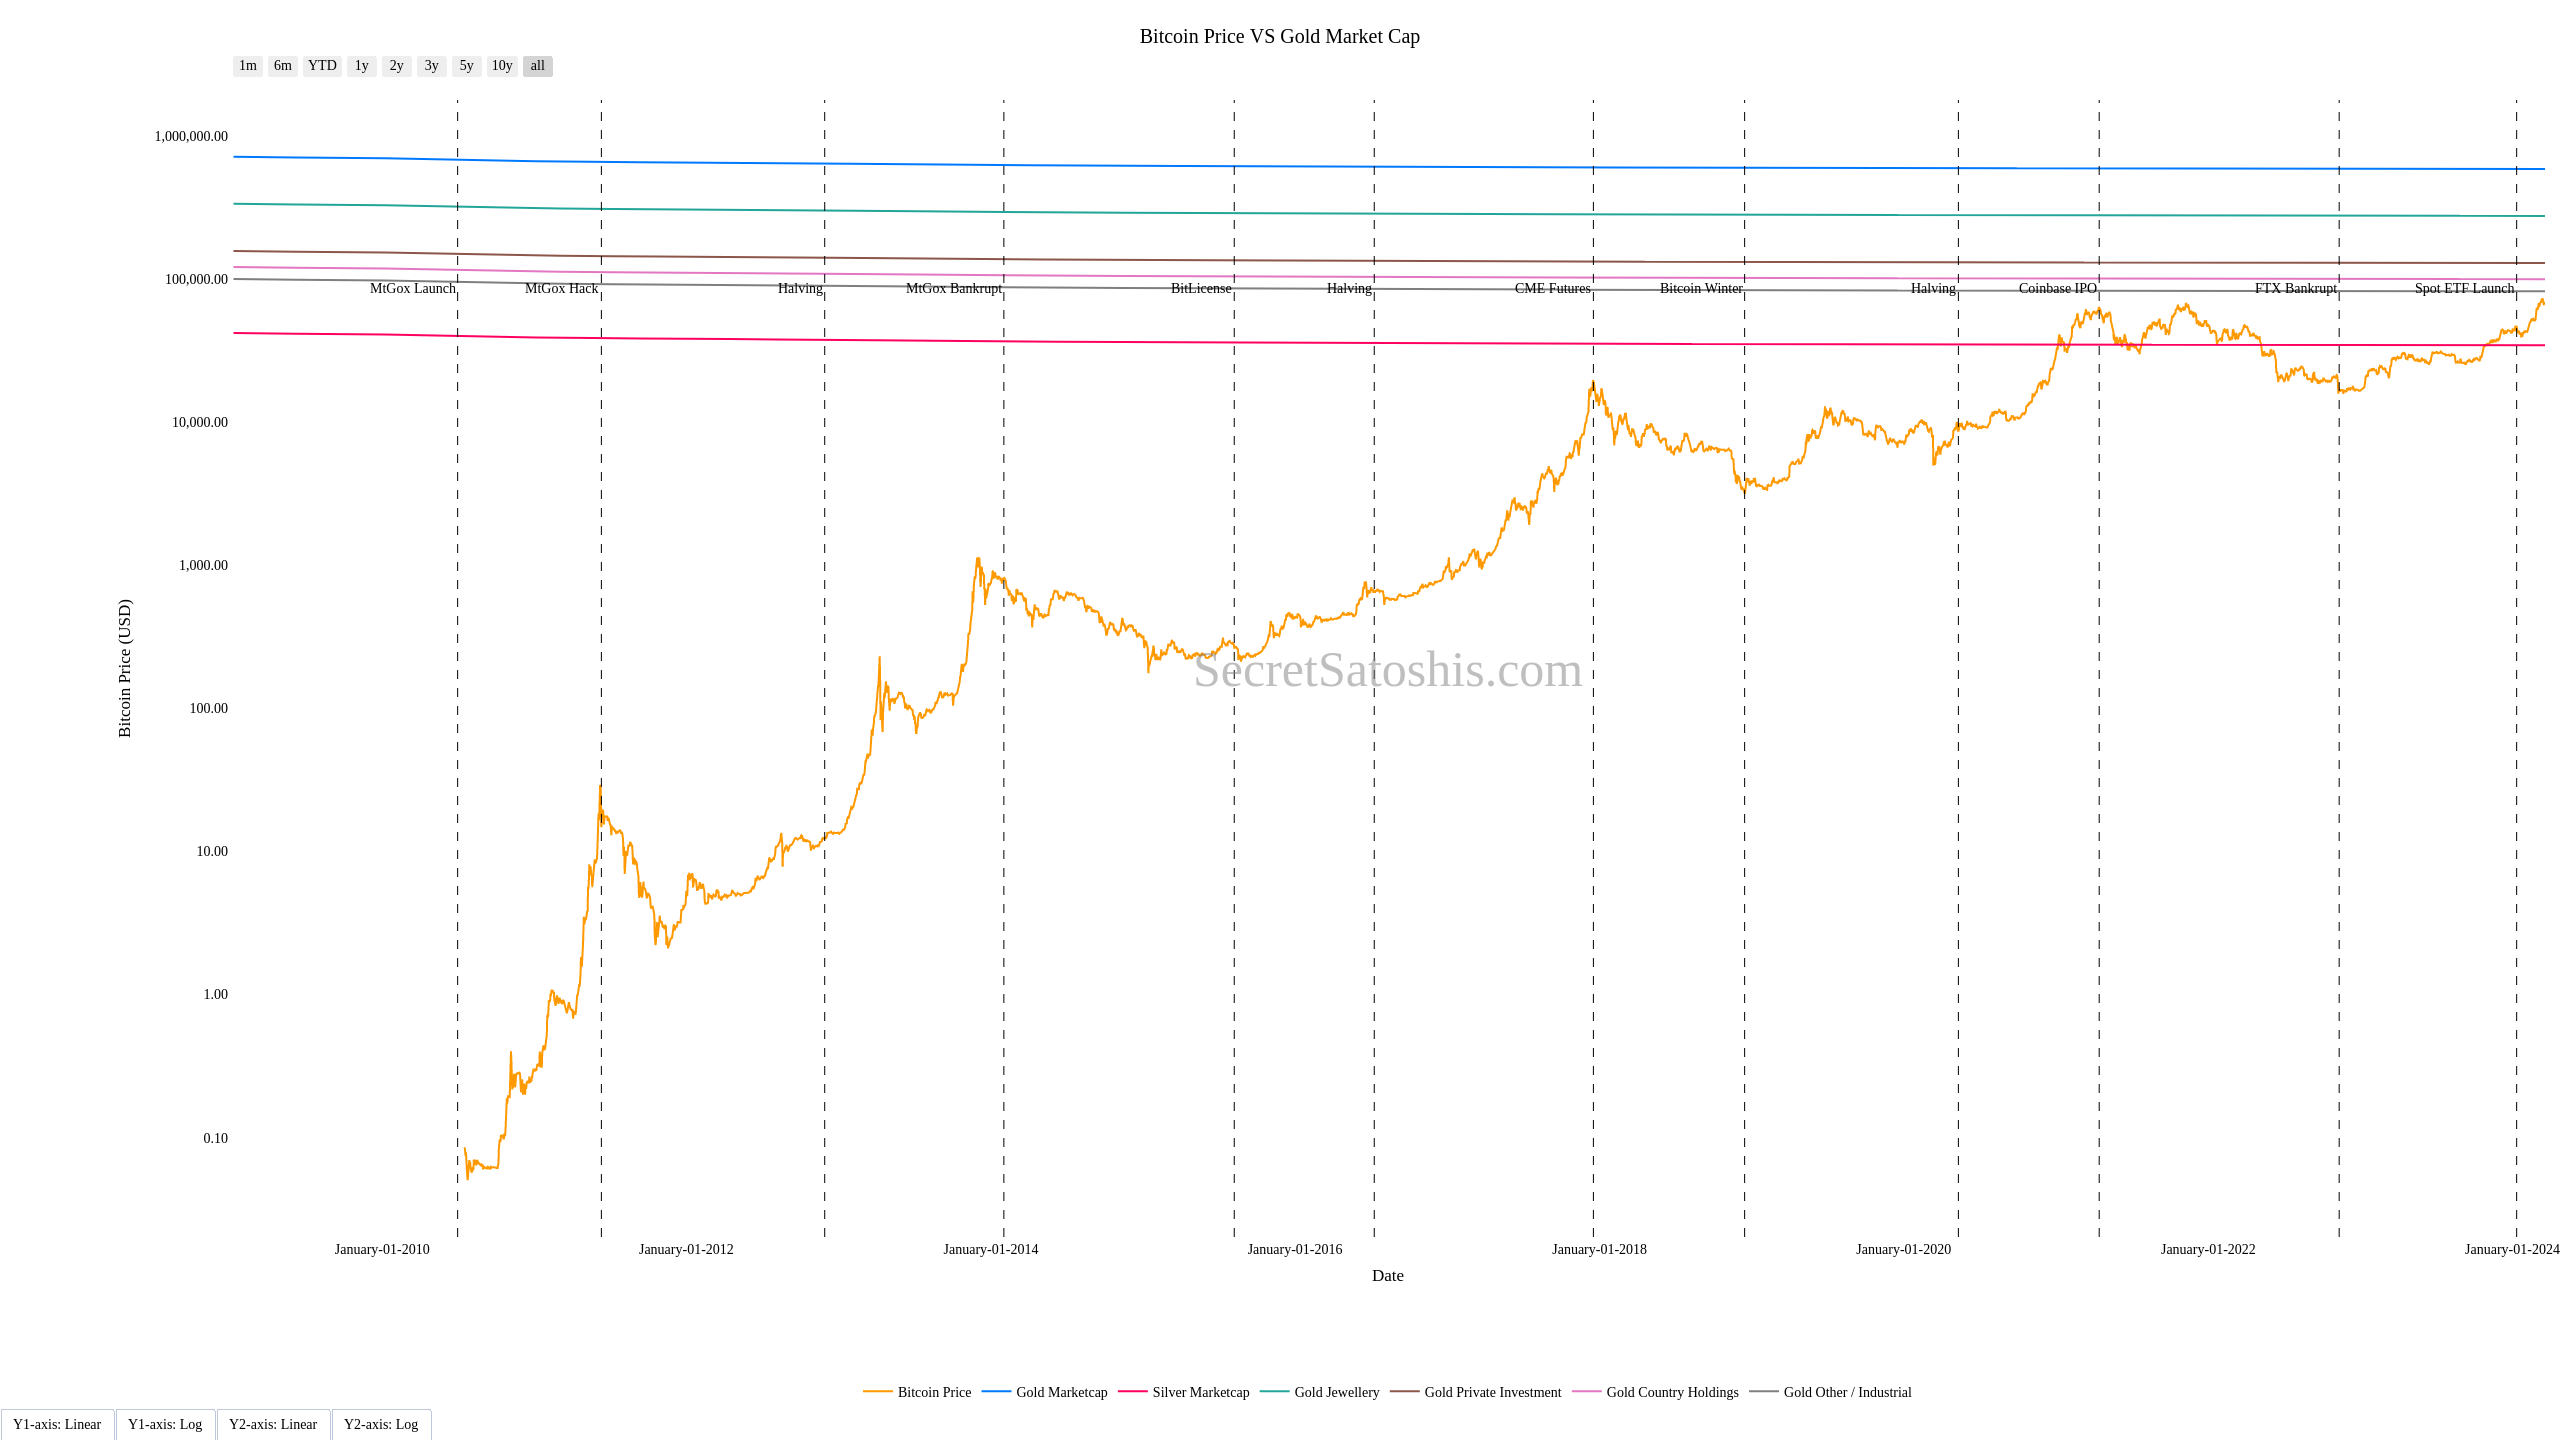 Bitcoin Price VS Gold Market Cap
1m 6m YTD 1y 2y 3y 5y 10y all
1,000,000.00
100,000.00
MtGox Launch MtGox Hack Halving MtGox Bankrupt BitLicense Halving CME Futures Bitcoin Winter Halving Coinbase IPO FTX Bankrupt Spot ETF Launch
10,000.00
1,000.00
Bitcoin Price (USD)
SecretSatoshis.com
100.00
10.00
1.00
0.10
January-01-2010 January-01-2012 January-01-2014 January-01-2016 January-01-2018 January-01-2020 January-01-2022 January-01-2024
Date
Bitcoin Price Gold Marketcap Silver Marketcap Gold Jewellery Gold Private Investment Gold Country Holdings Gold Other / Industrial
Y1-axis: Linear Y1-axis: Log Y2-axis: Linear Y2-axis: Log